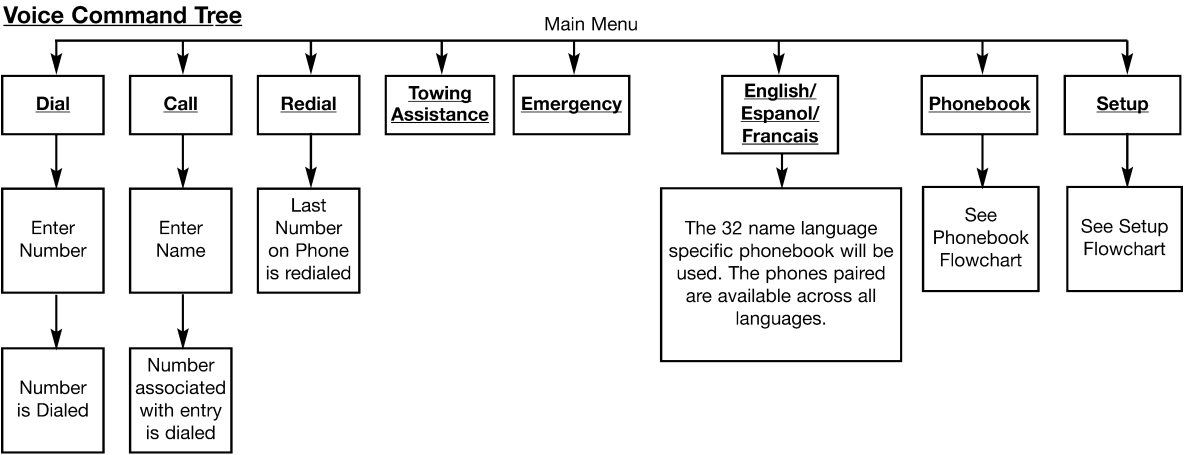 Voice Command Tree
Main Menu
Dial
Call
Redial
Towing
Assistance
Emergency
English/
Espanol/
Francais
Phonebook
Setup
Enter
Number
Enter
Name
Last
Number
on Phone
is redialed
The 32 name language
specific phonebook will be
used. The phones paired
are available across all
languages.
See
Phonebook
Flowchart
See Setup
Flowchart
Number
is Dialed
Number
associated
with entry
is dialed